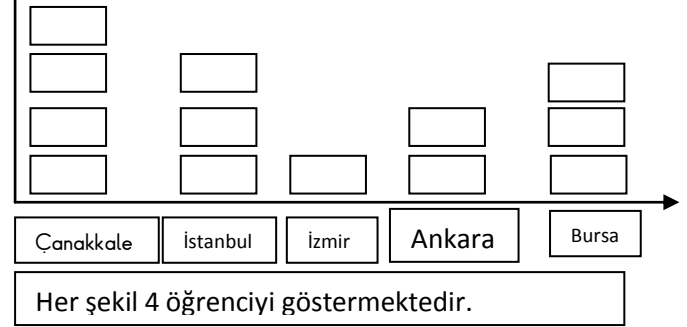 Çanakkale
İstanbul
İzmir
Ankara
Bursa
Her şekil 4 öğrenciyi göstermektedir.